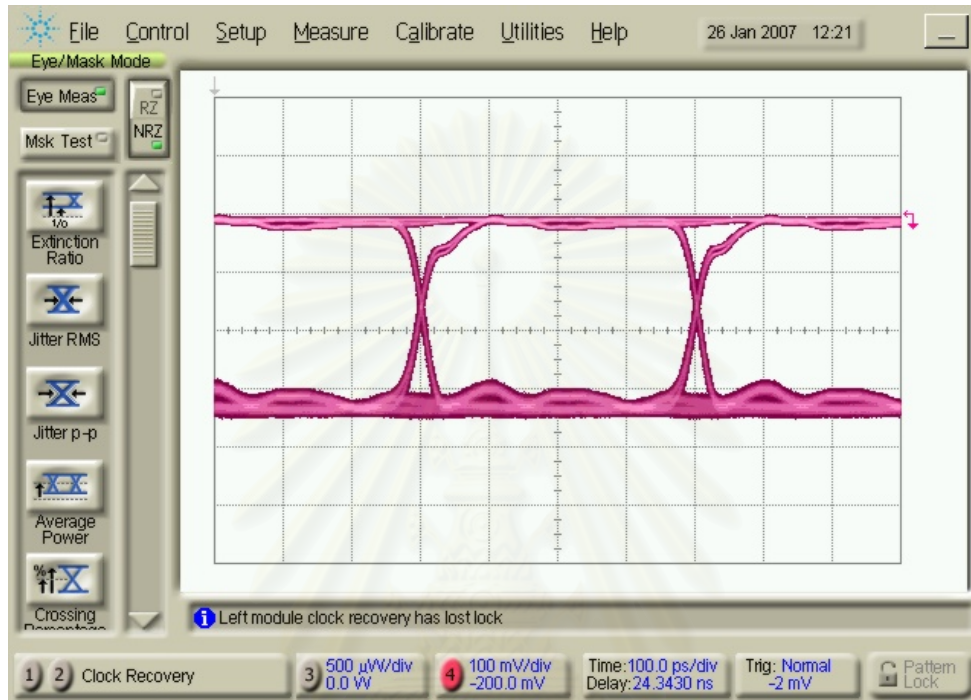 File Control Setup Measure Calibrate Utilities Help 26 Jan 2007 12:21
Eye/Mask Mode
Eye Meas
RZ
NRZ
Msk Test
1/0
Extinction
Ratio
Jitter RMS
Jitter p-p
Average
Power
%
Crossing
Percentage
Left module clock recovery has lost lock
1 2 Clock Recovery
3 500 μW/div
0.0 W
4 100 mV/div
-200.0 mV
Time:100.0 ps/div
Delay:24.3430 ns
Trig: Normal
-2 mV
Pattern
Lock